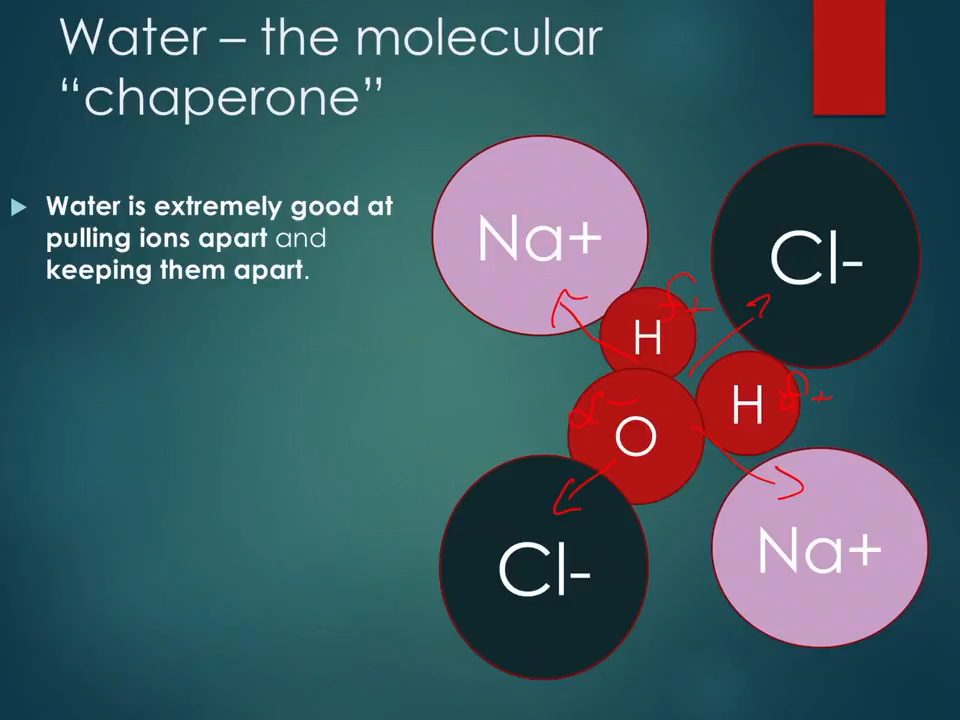 Water – the molecular
“chaperone”
Water is extremely good at
pulling ions apart and
keeping them apart.
Na+
Cl-
H
δ+
H
δ+
δ-
O
Cl-
Na+